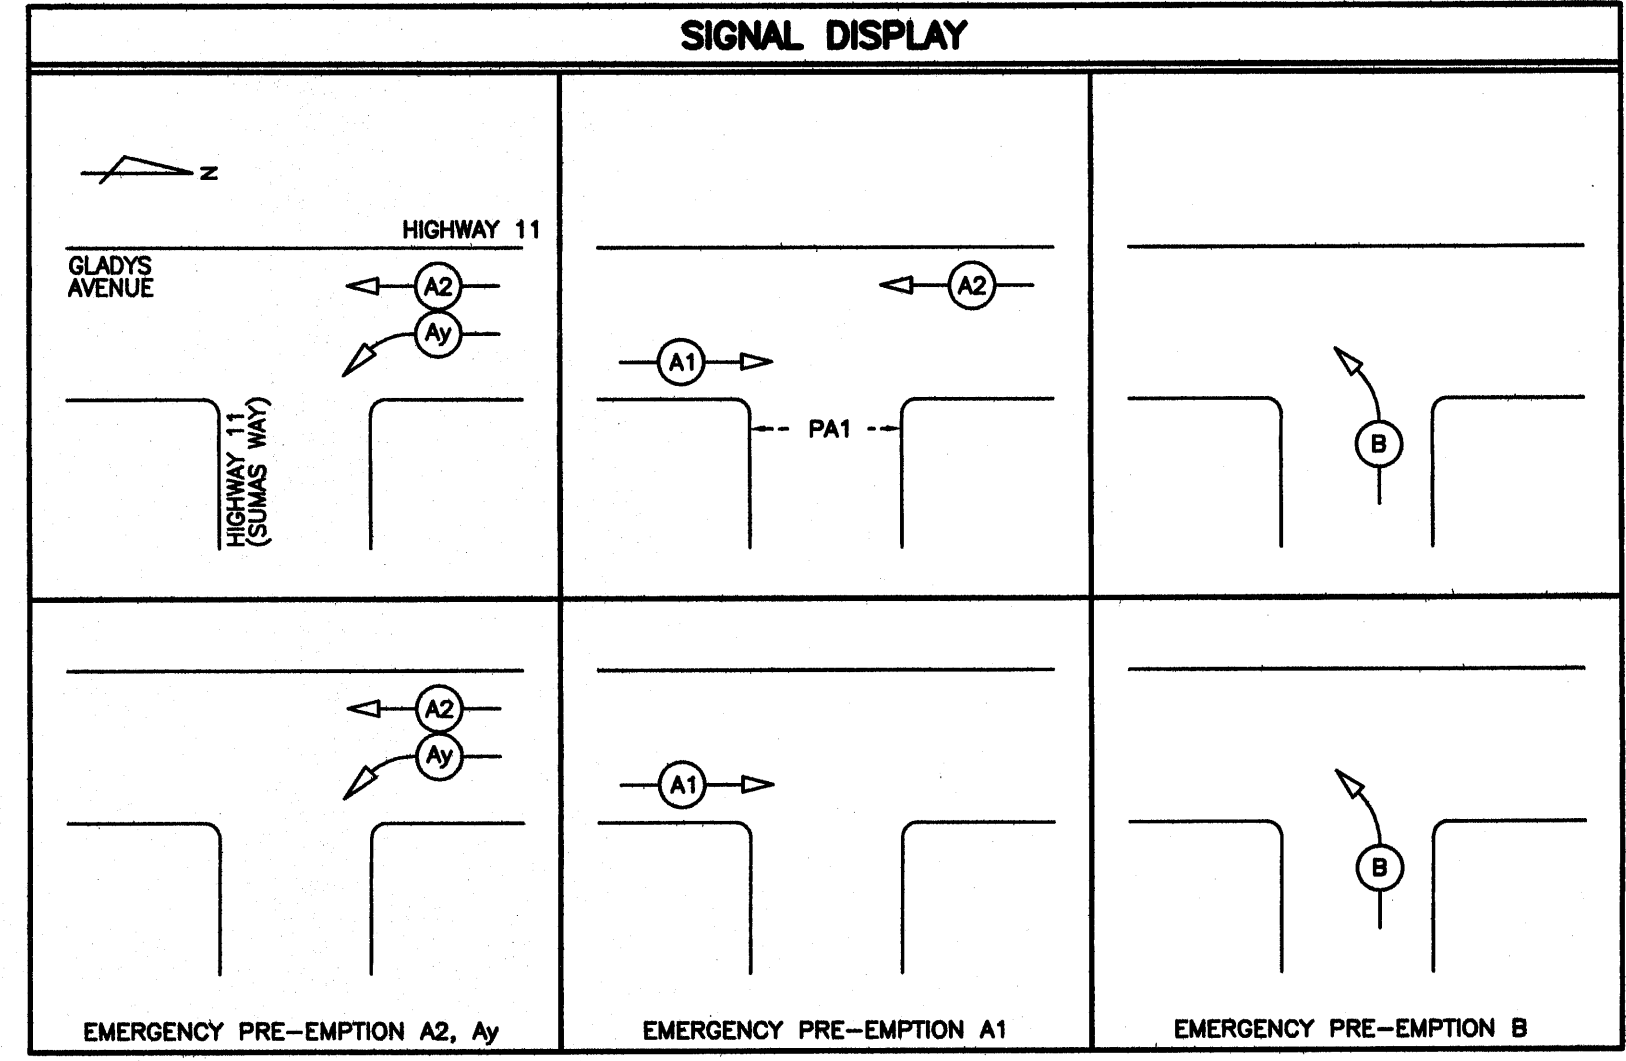 SIGNAL DISPLAY
N
HIGHWAY 11
GLADYS
AVENUE
A2
Ay
HIGHWAY 11
(SUMAS WAY)
A2
A1
PA1
B
A2
Ay
EMERGENCY PRE-EMPTION A2, Ay
A1
EMERGENCY PRE-EMPTION A1
B
EMERGENCY PRE-EMPTION B